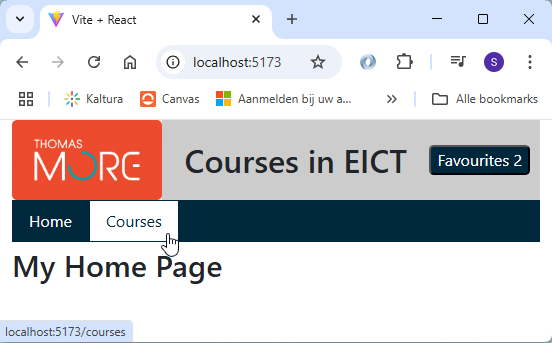 Vite + React
localhost:5173
S
Kaltura
Canvas
Aanmelden bij uw a...
Alle bookmarks
THOMAS
MORE
Courses in EICT
Favourites 2
Home
Courses
My Home Page
localhost:5173/courses